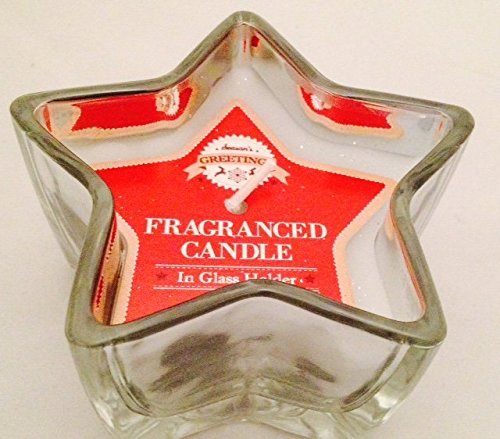 Season's
GREETING
FRAGRANCED
CANDLE
In Glass Holder